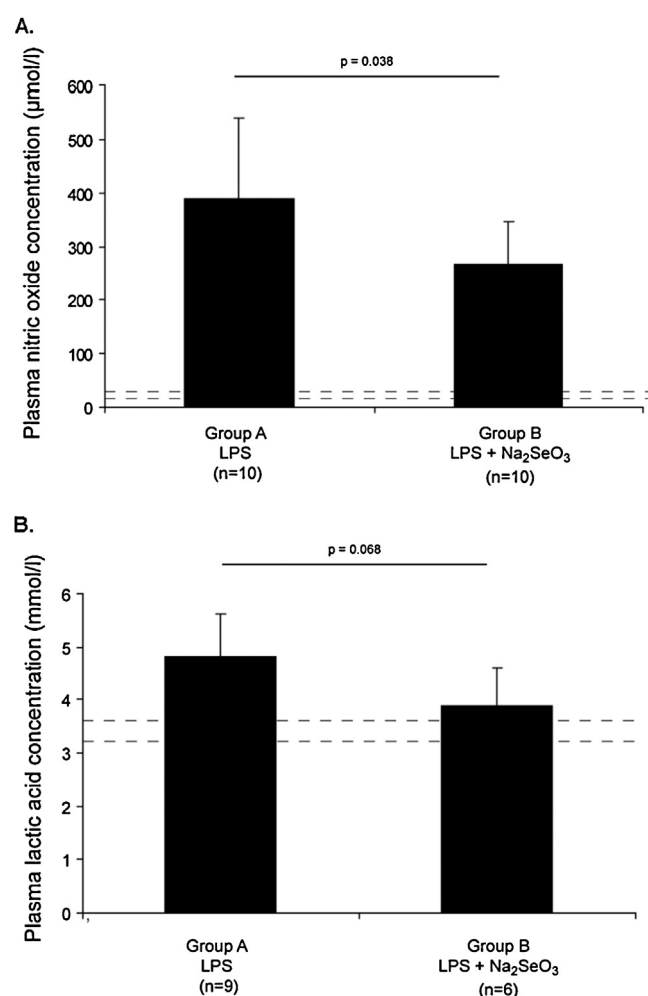 A.
p = 0.038
Plasma nitric oxide concentration (µmol/l)
600
500
400
300
200
100
0
Group A
LPS
(n=10)
Group B
LPS + Na₂SeO₃
(n=10)
B.
p = 0.068
Plasma lactic acid concentration (mmol/l)
6
5
4
3
2
1
0
Group A
LPS
(n=9)
Group B
LPS + Na₂SeO₃
(n=6)